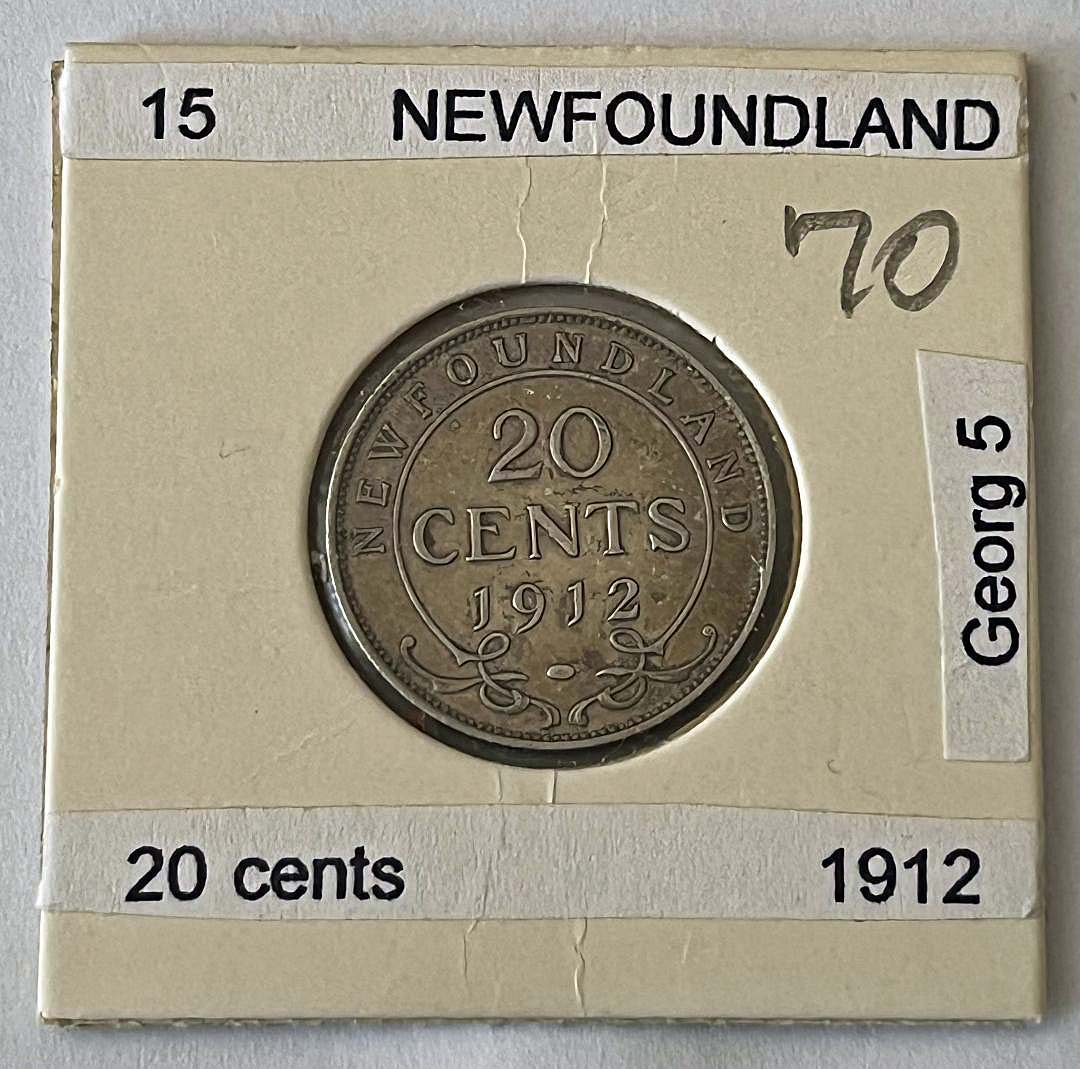 15 NEWFOUNDLAND
70
NEWFOUNDLAND
20
CENTS
1912
Georg 5
20 cents 1912